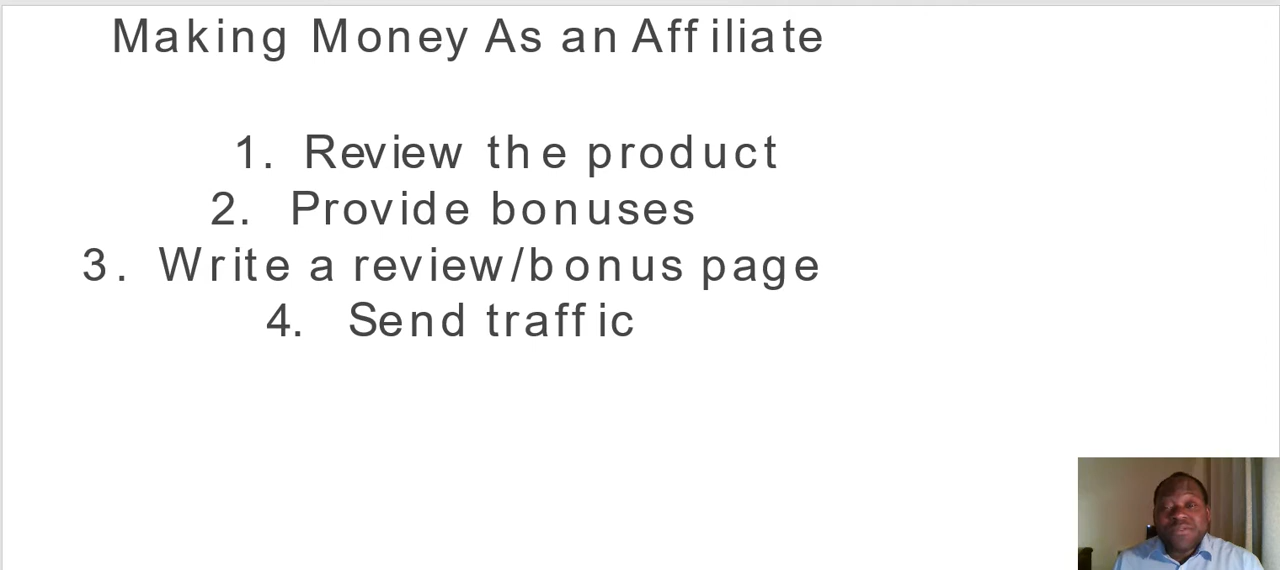 Making Money As an Affiliate
1. Review the product
2. Provide bonuses
3. Write a review/bonus page
4. Send traffic